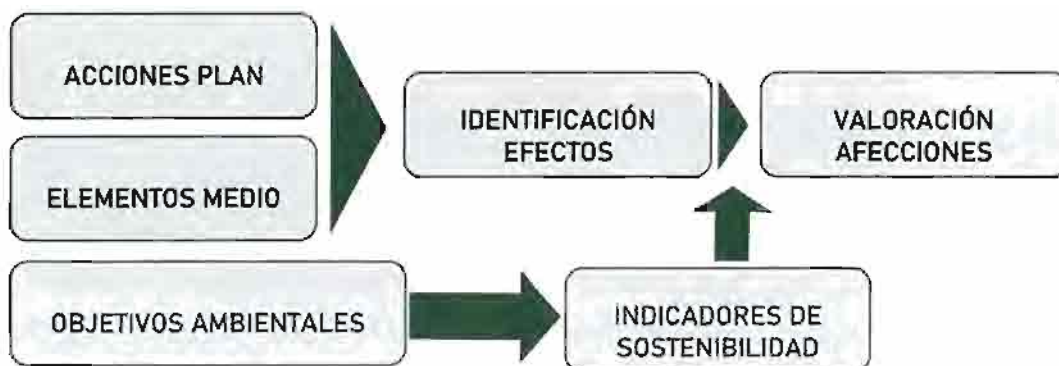 ACCIONES PLAN
ELEMENTOS MEDIO
IDENTIFICACIÓN
EFECTOS
VALORACIÓN
AFECCIONES
OBJETIVOS AMBIENTALES
INDICADORES DE
SOSTENIBILIDAD